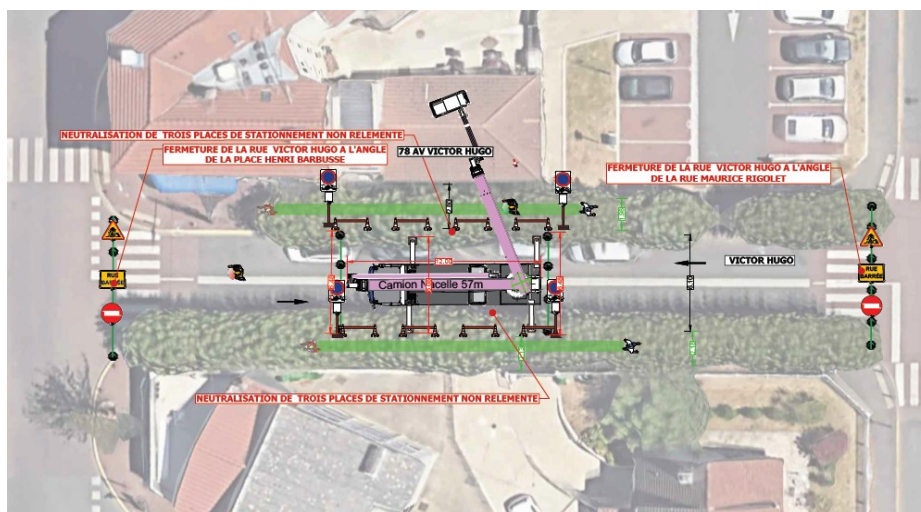 NEUTRALISATION DE TROIS PLACES DE STATIONNEMENT NON RELEMENTE
FERMETURE DE LA RUE VICTOR HUGO A L'ANGLE
DE LA PLACE HENRI BARBUSSE
78 AV VICTOR HUGO
FERMETURE DE LA RUE VICTOR HUGO A L'ANGLE
DE LA RUE MAURICE RIGOLET
VICTOR HUGO
RUE
RUE
BARRÉE
Camion Nacelle 57m
NEUTRALISATION DE TROIS PLACES DE STATIONNEMENT NON RELEMENTE